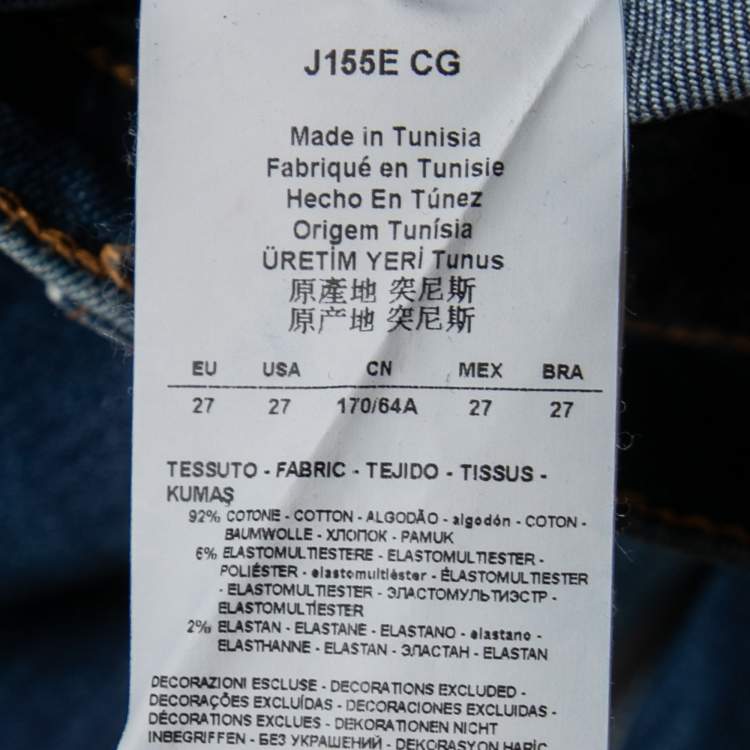 J155E CG
Made in Tunisia
Fabriqué en Tunisie
Hecho En Túnez
Origem Tunísia
ÜRETİM YERİ Tunus
原產地 突尼斯
原产地 突尼斯
EU USA CN MEX BRA
27 27 170/64A 27 27
TESSUTO - FABRIC - TEJIDO - TISSUS -
KUMAŞ
92% COTONE - COTTON - ALGODÃO - algodón - COTON -
BAUMWOLLE - ХЛОПОК - PAMUK
6% ELASTOMULTIESTERE - ELASTOMULTIESTER -
POLIÉSTER - elastomultiéster - ÉLASTOMULTIESTER
- ELASTOMULTIESTER - ЭЛАСТОМУЛЬТИЭСТР -
ELASTOMULTİESTER
2% ELASTAN - ELASTANE - ELASTANO - elastano -
ELASTHANNE - ELASTAN - ЭЛАСТАН - ELASTAN
DECORAZIONI ESCLUSE - DECORATIONS EXCLUDED -
DECORAÇÕES EXCLUÍDAS - DECORACIONES EXCLUIDAS -
DÉCORATIONS EXCLUES - DEKORATIONEN NICHT
INBEGRIFFEN - БЕЗ УКРАШЕНИЙ - DEKORASYON HARİÇ